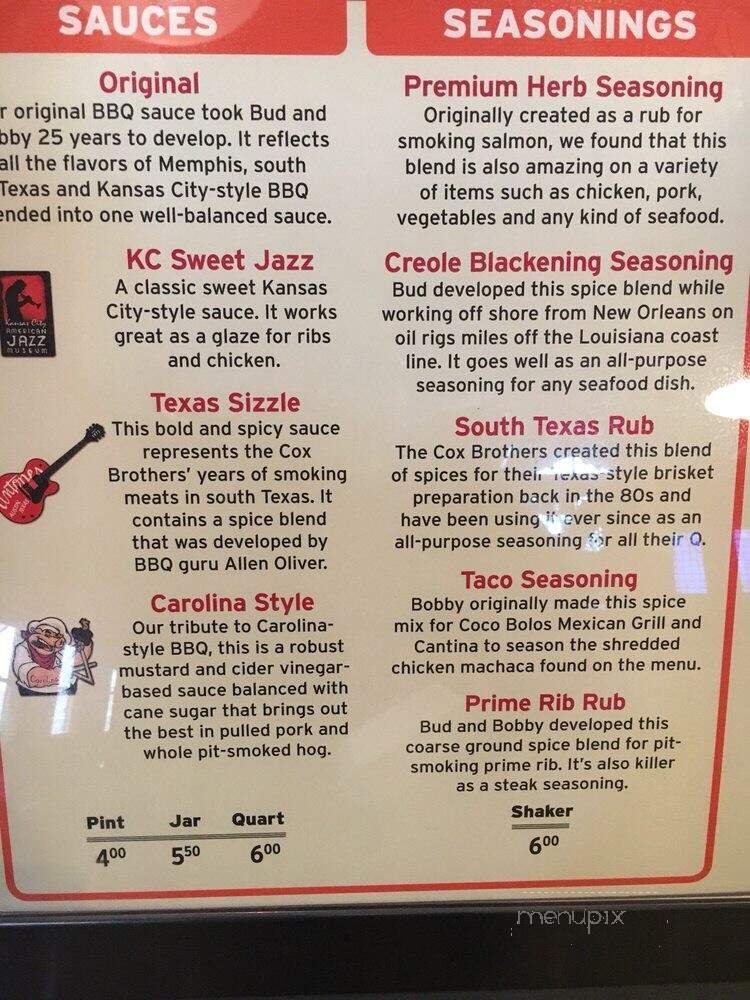 SAUCES
Original
r original BBQ sauce took Bud and
bby 25 years to develop. It reflects
all the flavors of Memphis, south
Texas and Kansas City-style BBQ
ended into one well-balanced sauce.
KC Sweet Jazz
A classic sweet Kansas
City-style sauce. It works
great as a glaze for ribs
and chicken.
Kansas City
AMERICAN
JAZZ
MUSEUM
Texas Sizzle
This bold and spicy sauce
represents the Cox
Brothers' years of smoking
meats in south Texas. It
contains a spice blend
that was developed by
BBQ guru Allen Oliver.
Carolina Style
Our tribute to Carolina-
style BBQ, this is a robust
mustard and cider vinegar-
based sauce balanced with
cane sugar that brings out
the best in pulled pork and
whole pit-smoked hog.
Pint Jar Quart
4.00 5.50 6.00
SEASONINGS
Premium Herb Seasoning
Originally created as a rub for
smoking salmon, we found that this
blend is also amazing on a variety
of items such as chicken, pork,
vegetables and any kind of seafood.
Creole Blackening Seasoning
Bud developed this spice blend while
working off shore from New Orleans on
oil rigs miles off the Louisiana coast
line. It goes well as an all-purpose
seasoning for any seafood dish.
South Texas Rub
The Cox Brothers created this blend
of spices for their Texas-style brisket
preparation back in the 80s and
have been using it ever since as an
all-purpose seasoning for all their Q.
Taco Seasoning
Bobby originally made this spice
mix for Coco Bolos Mexican Grill and
Cantina to season the shredded
chicken machaca found on the menu.
Prime Rib Rub
Bud and Bobby developed this
coarse ground spice blend for pit-
smoking prime rib. It's also killer
as a steak seasoning.
Shaker
6.00
menupix